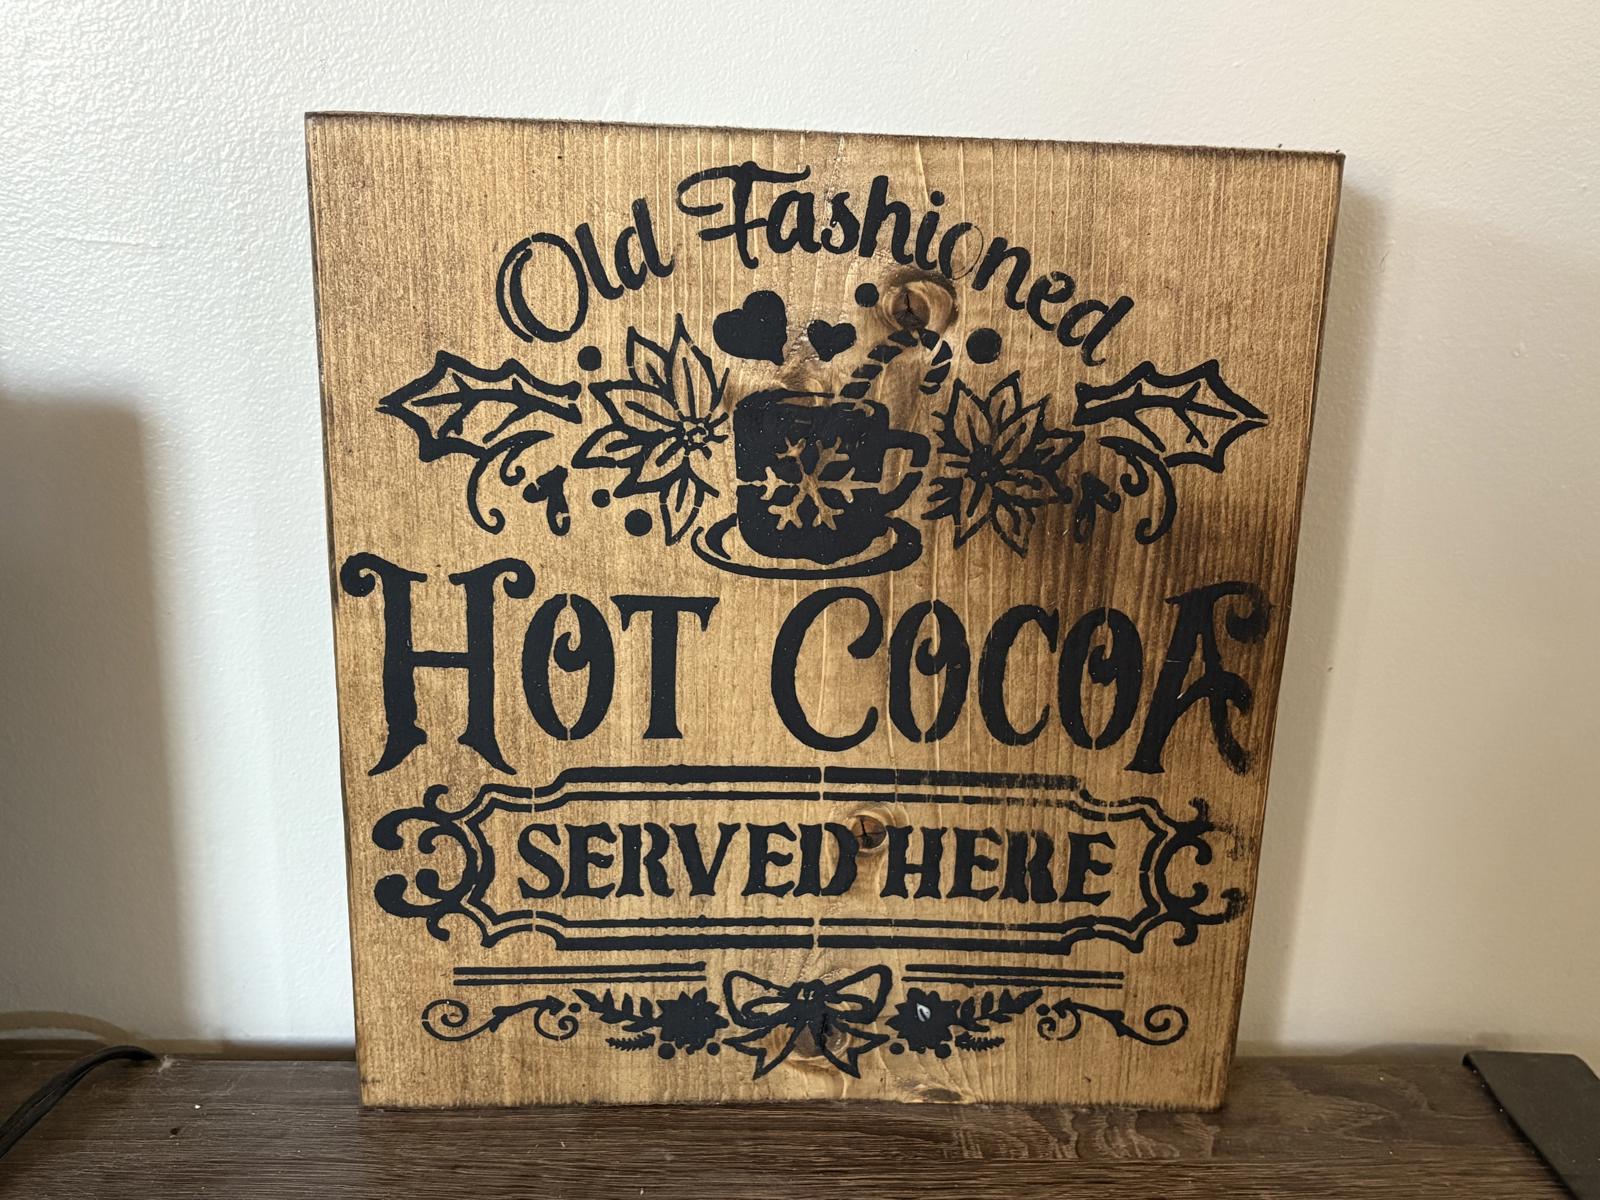 Old Fashioned
HOT COCOA
SERVED HERE